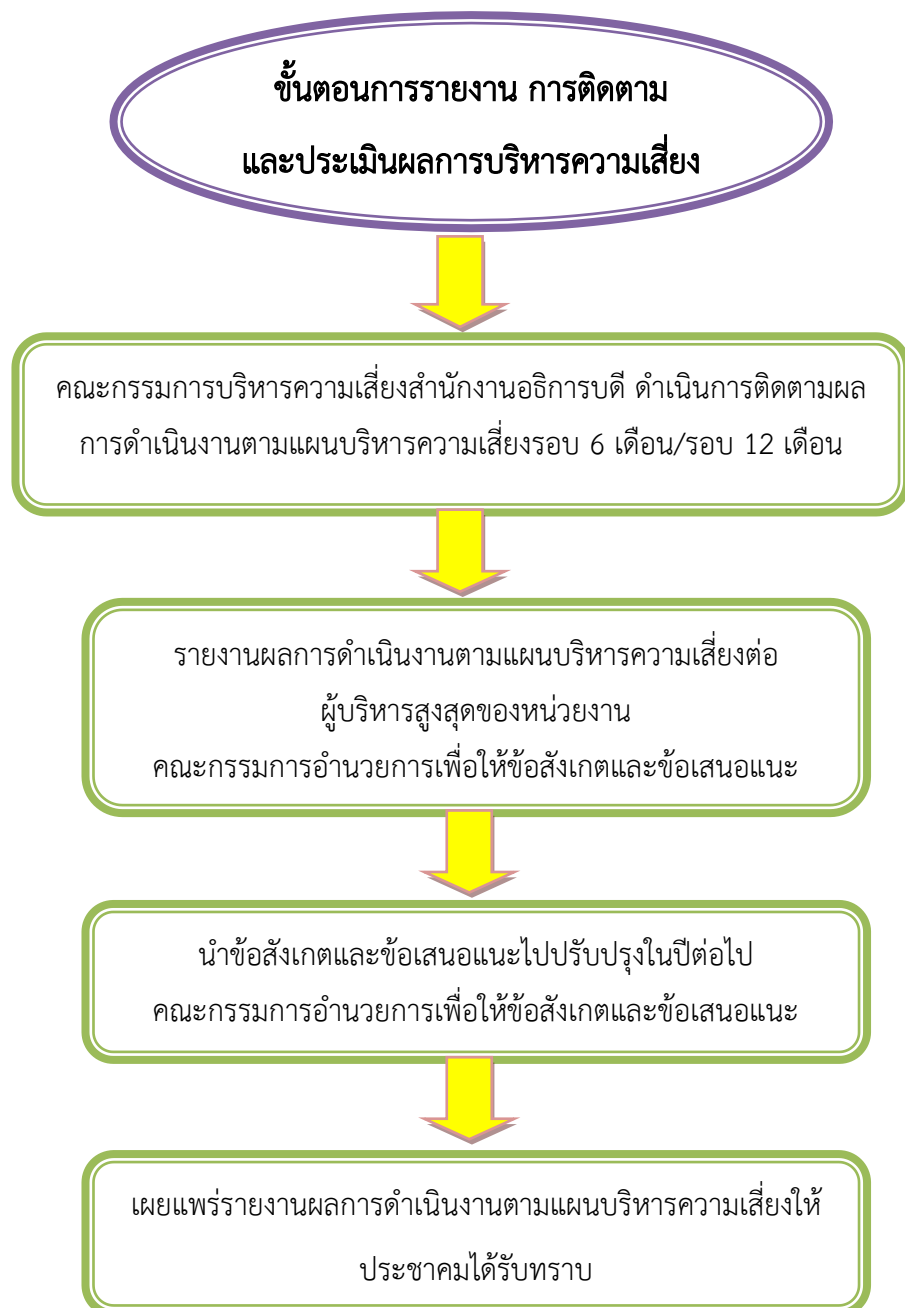 ขั้นตอนการรายงาน การติดตาม
และประเมินผลการบริหารความเสี่ยง
คณะกรรมการบริหารความเสี่ยงสำนักงานอธิการบดี ดำเนินการติดตามผล
การดำเนินงานตามแผนบริหารความเสี่ยงรอบ 6 เดือน/รอบ 12 เดือน
รายงานผลการดำเนินงานตามแผนบริหารความเสี่ยงต่อ
ผู้บริหารสูงสุดของหน่วยงาน
คณะกรรมการอำนวยการเพื่อให้ข้อสังเกตและข้อเสนอแนะ
นำข้อสังเกตและข้อเสนอแนะไปปรับปรุงในปีต่อไป
คณะกรรมการอำนวยการเพื่อให้ข้อสังเกตและข้อเสนอแนะ
เผยแพร่รายงานผลการดำเนินงานตามแผนบริหารความเสี่ยงให้
ประชาคมได้รับทราบ